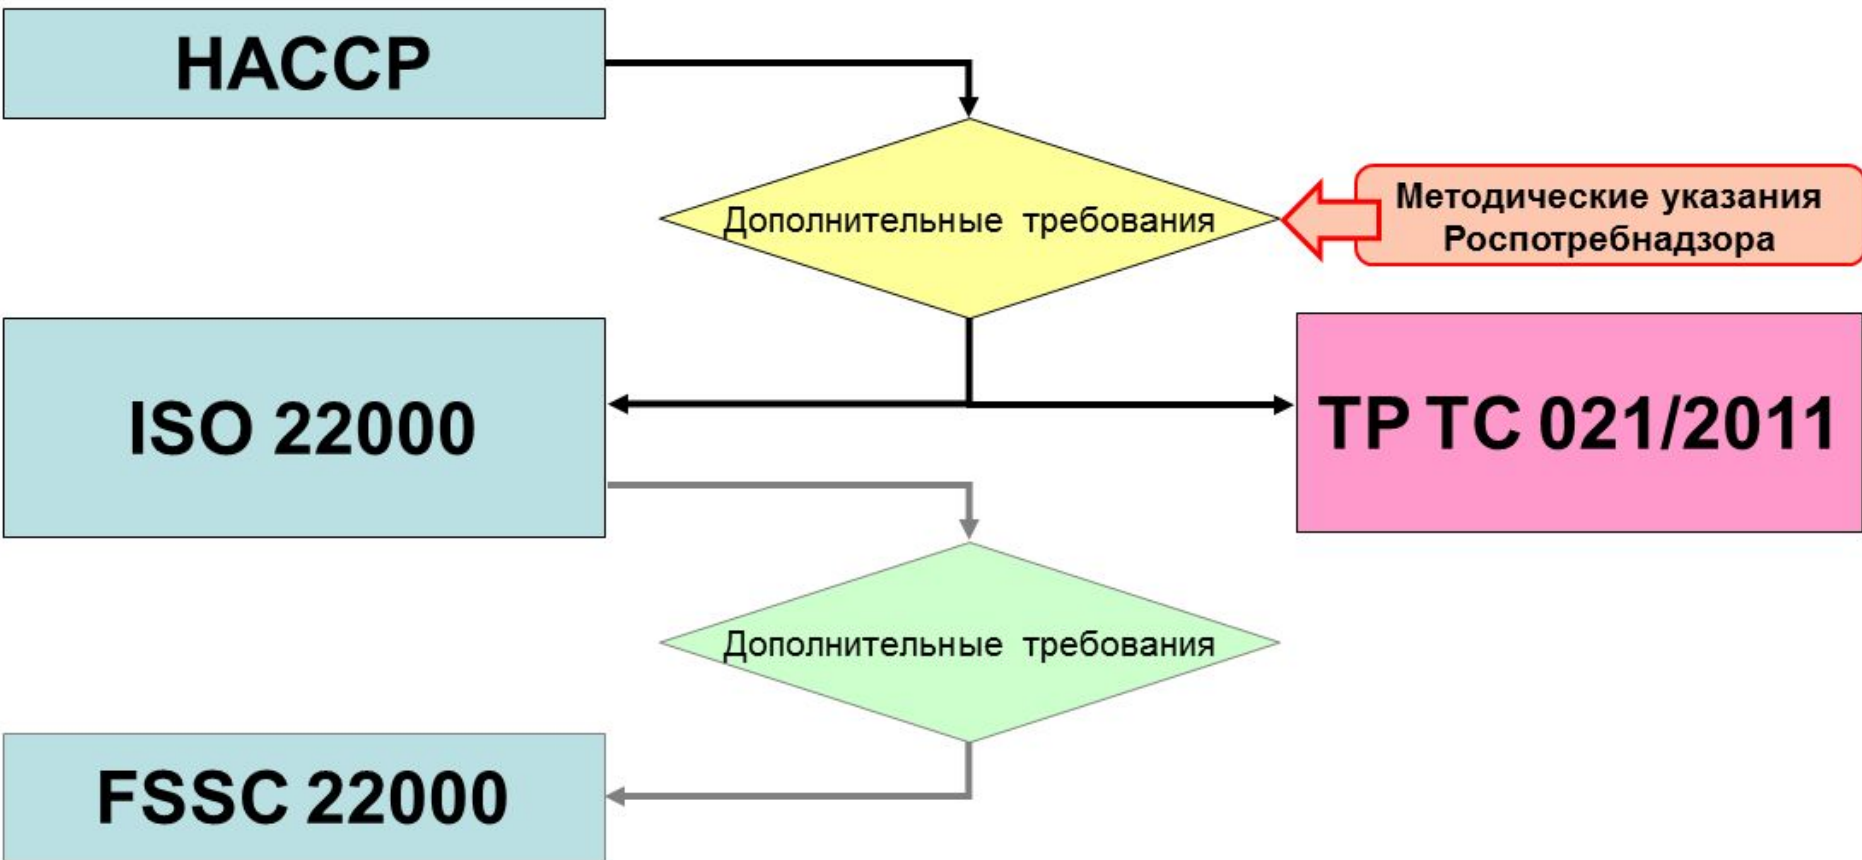 HACCP
Дополнительные требования
Методические указания
Роспотребнадзора
ISO 22000
ТР ТС 021/2011
Дополнительные требования
FSSC 22000